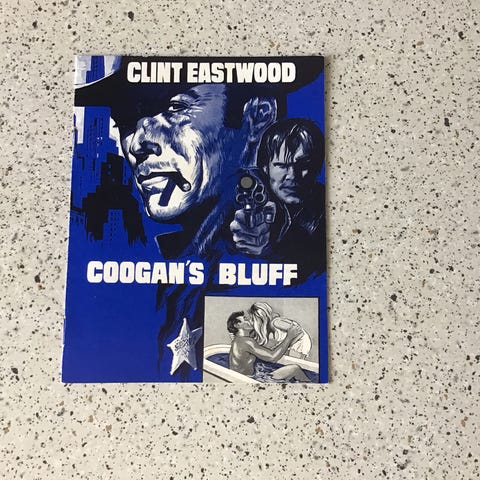 CLINT EASTWOOD
COOGAN'S BLUFF